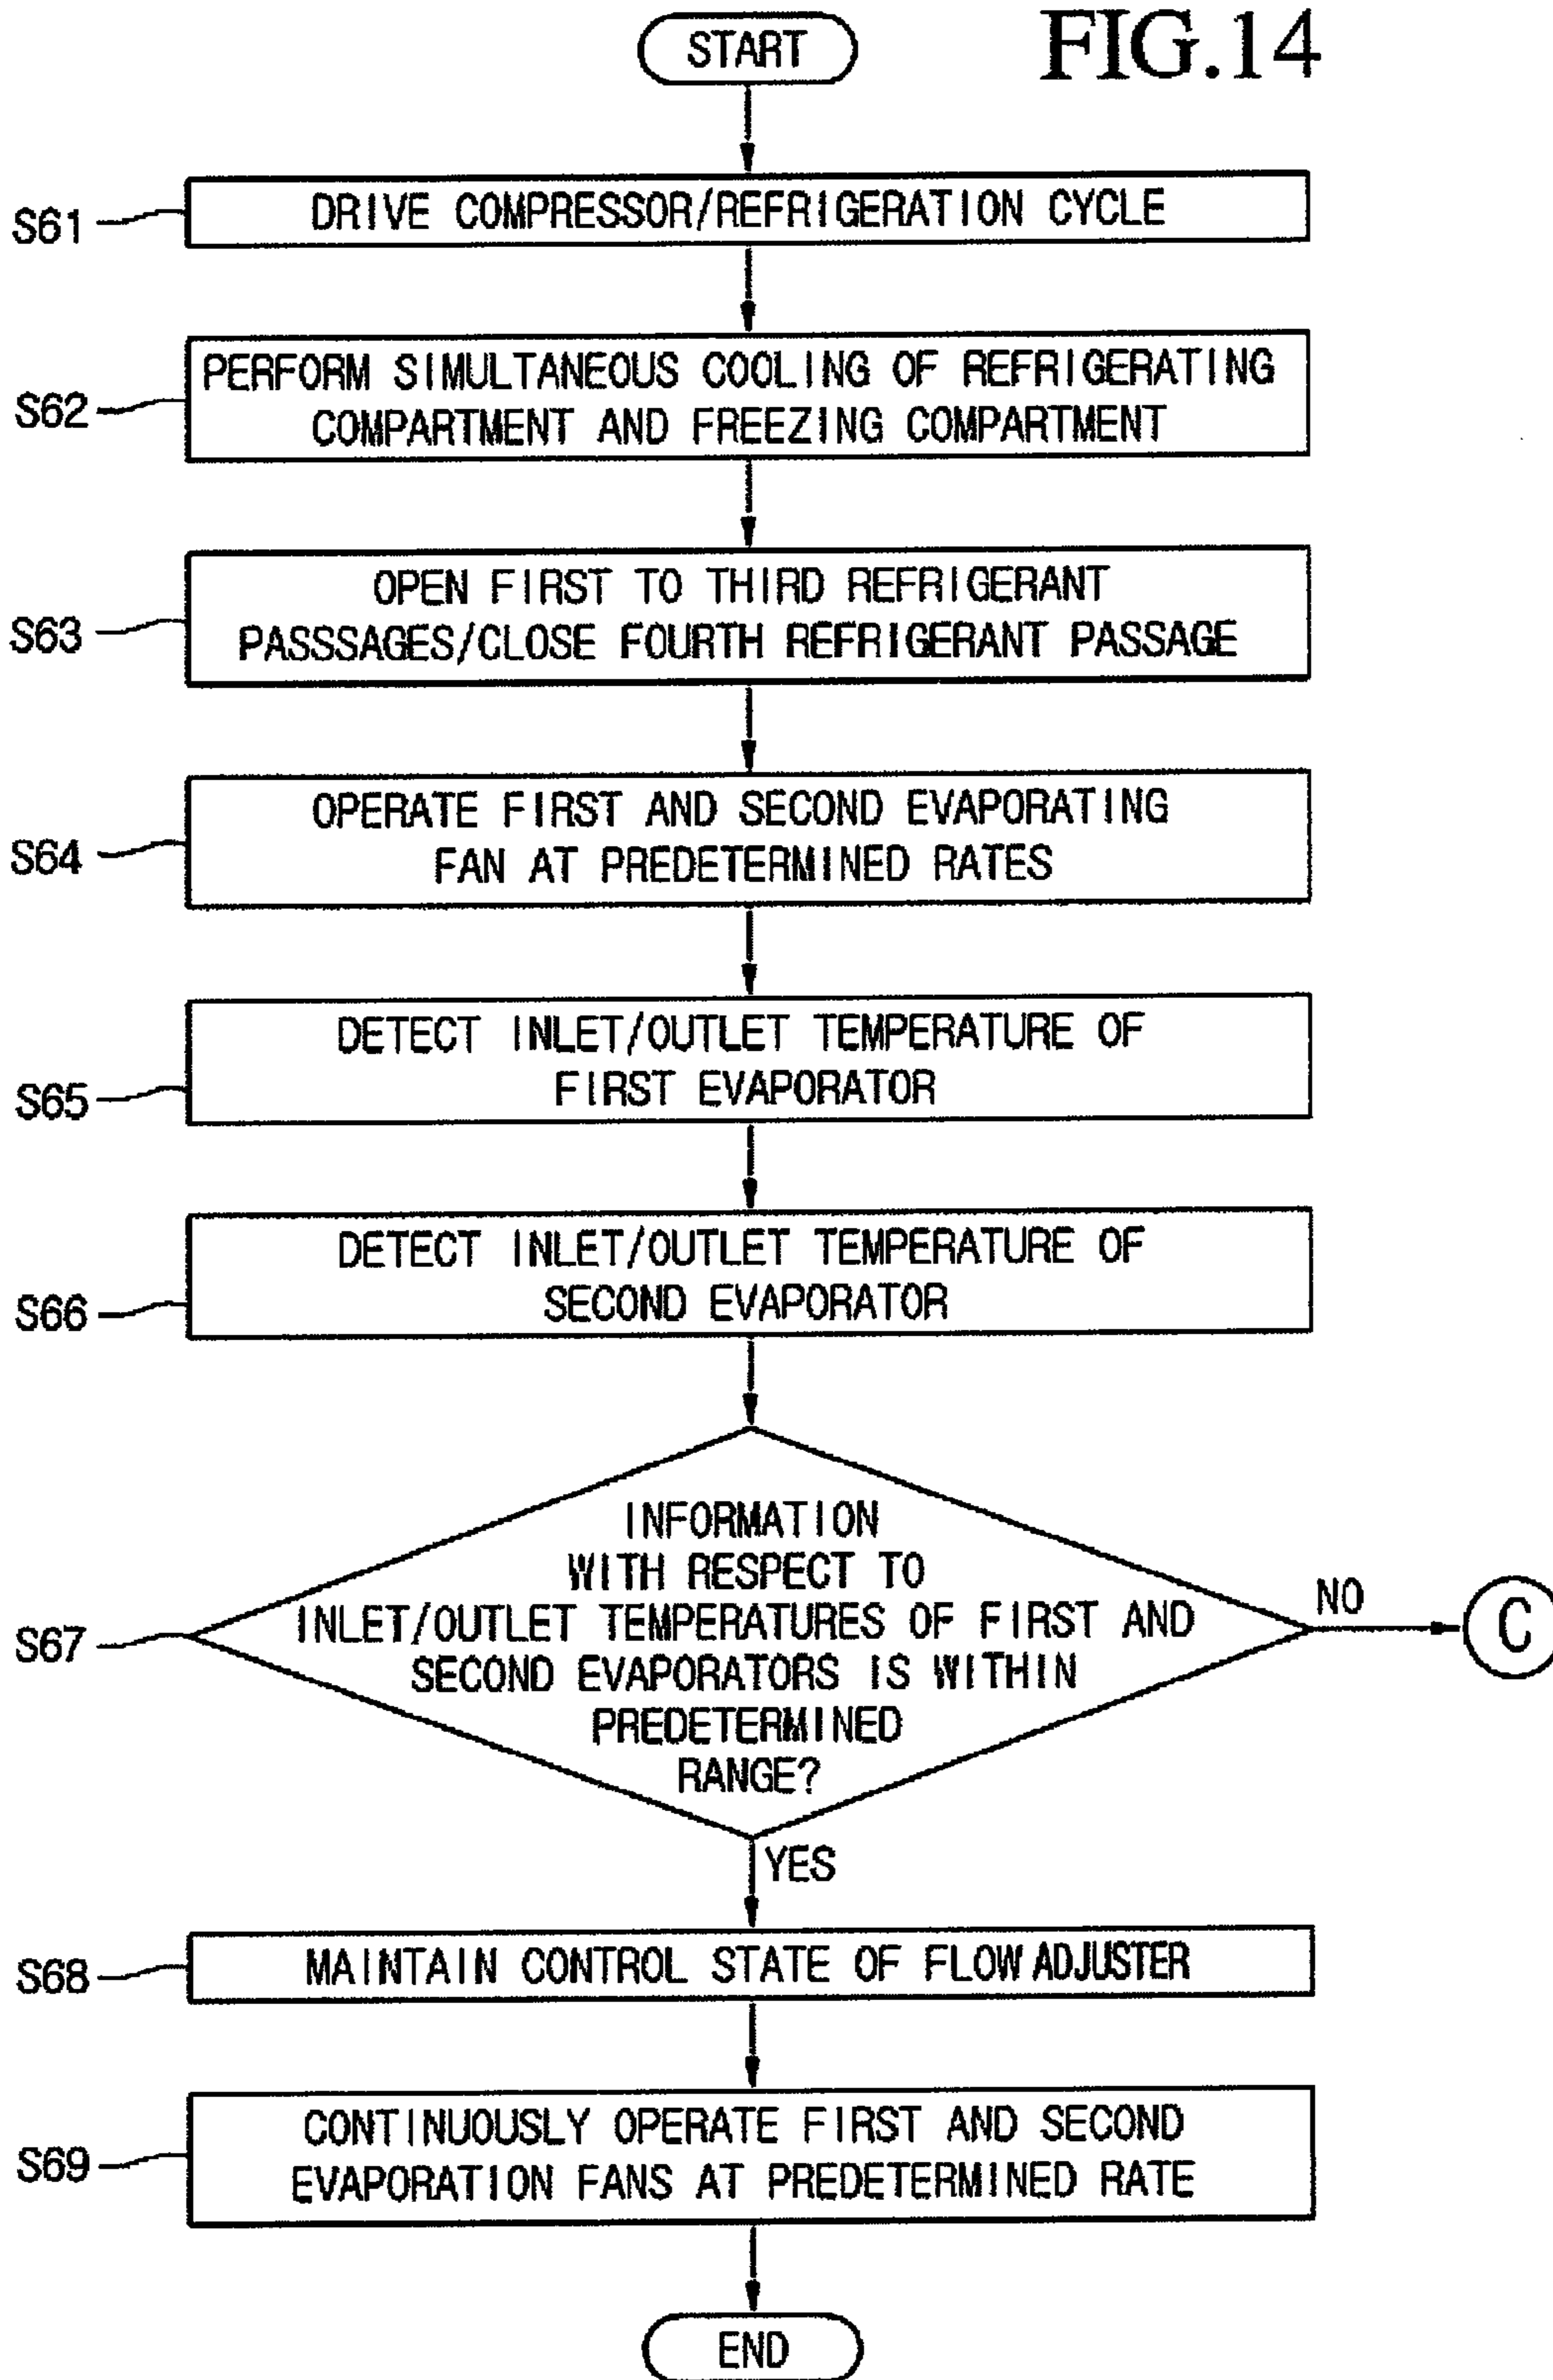 FIG.14
START
S61
DRIVE COMPRESSOR/REFRIGERATION CYCLE
S62
PERFORM SIMULTANEOUS COOLING OF REFRIGERATING
COMPARTMENT AND FREEZING COMPARTMENT
S63
OPEN FIRST TO THIRD REFRIGERANT
PASSSAGES/CLOSE FOURTH REFRIGERANT PASSAGE
S64
OPERATE FIRST AND SECOND EVAPORATING
FAN AT PREDETERMINED RATES
S65
DETECT INLET/OUTLET TEMPERATURE OF
FIRST EVAPORATOR
S66
DETECT INLET/OUTLET TEMPERATURE OF
SECOND EVAPORATOR
S67
INFORMATION
WITH RESPECT TO
INLET/OUTLET TEMPERATURES OF FIRST AND
SECOND EVAPORATORS IS WITHIN
PREDETERMINED
RANGE?
NO
C
YES
S68
MAINTAIN CONTROL STATE OF FLOW ADJUSTER
S69
CONTINUOUSLY OPERATE FIRST AND SECOND
EVAPORATION FANS AT PREDETERMINED RATE
END